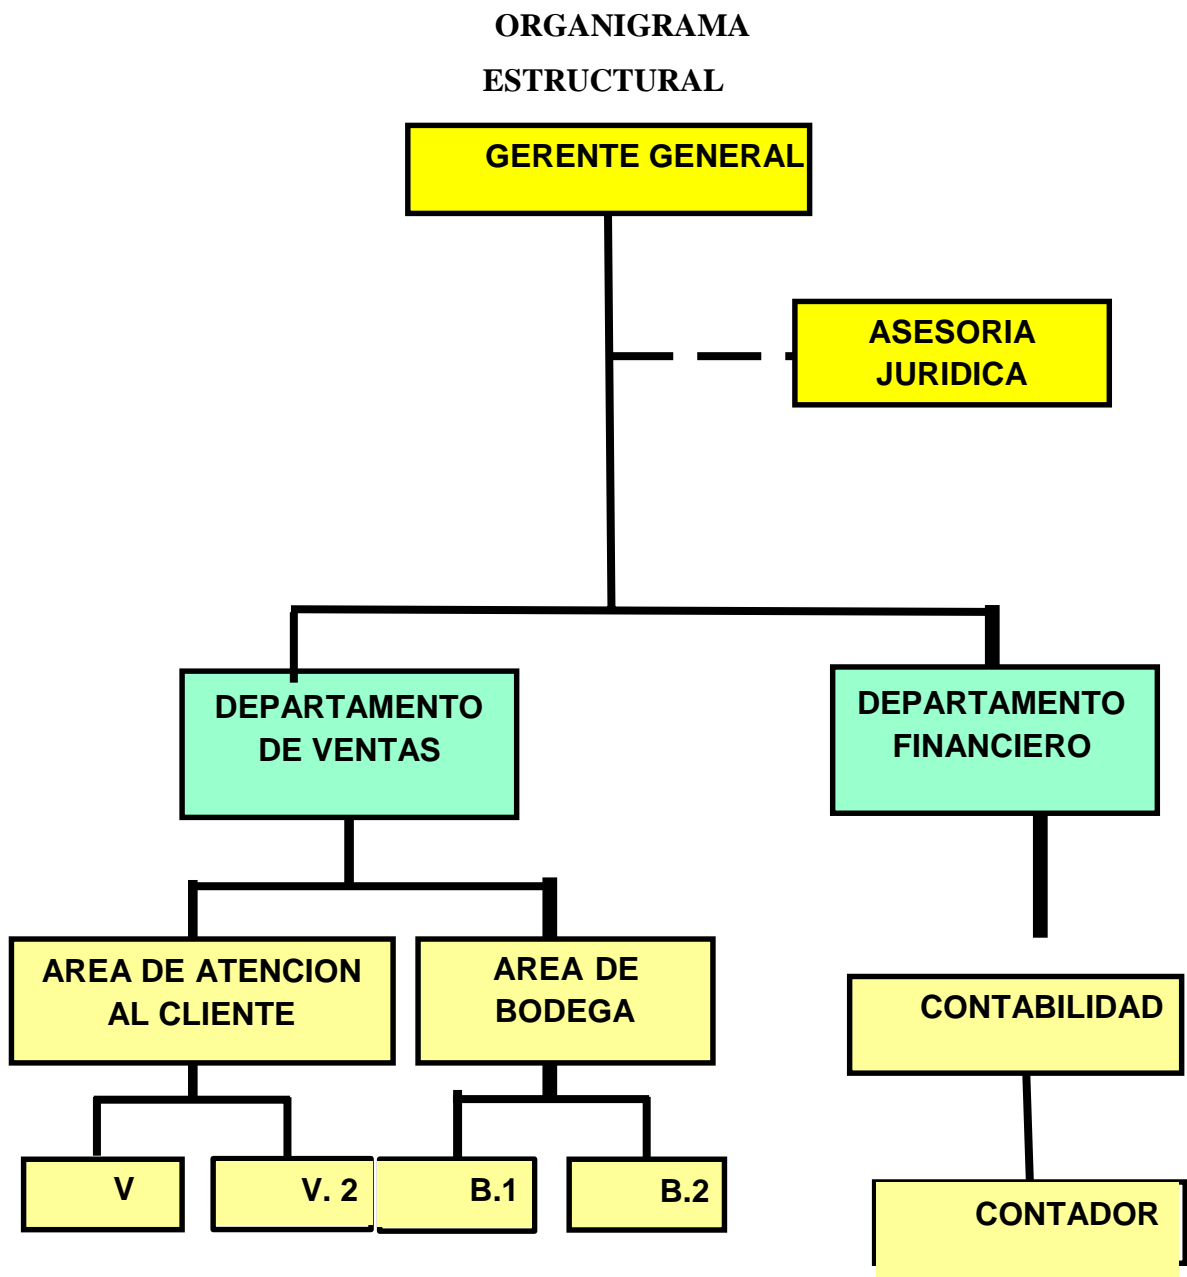 ORGANIGRAMA
ESTRUCTURAL
GERENTE GENERAL
ASESORIA
JURIDICA
DEPARTAMENTO
DE VENTAS
DEPARTAMENTO
FINANCIERO
AREA DE ATENCION
AL CLIENTE
AREA DE
BODEGA
CONTABILIDAD
V
V. 2
B.1
B.2
CONTADOR